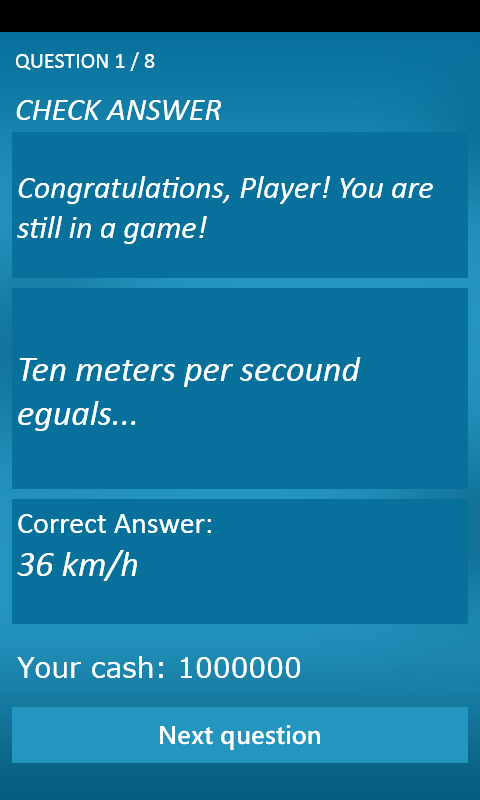 QUESTION 1 / 8
CHECK ANSWER
Congratulations, Player! You are
still in a game!
Ten meters per secound
eguals...
Correct Answer:
36 km/h
Your cash: 1000000
Next question